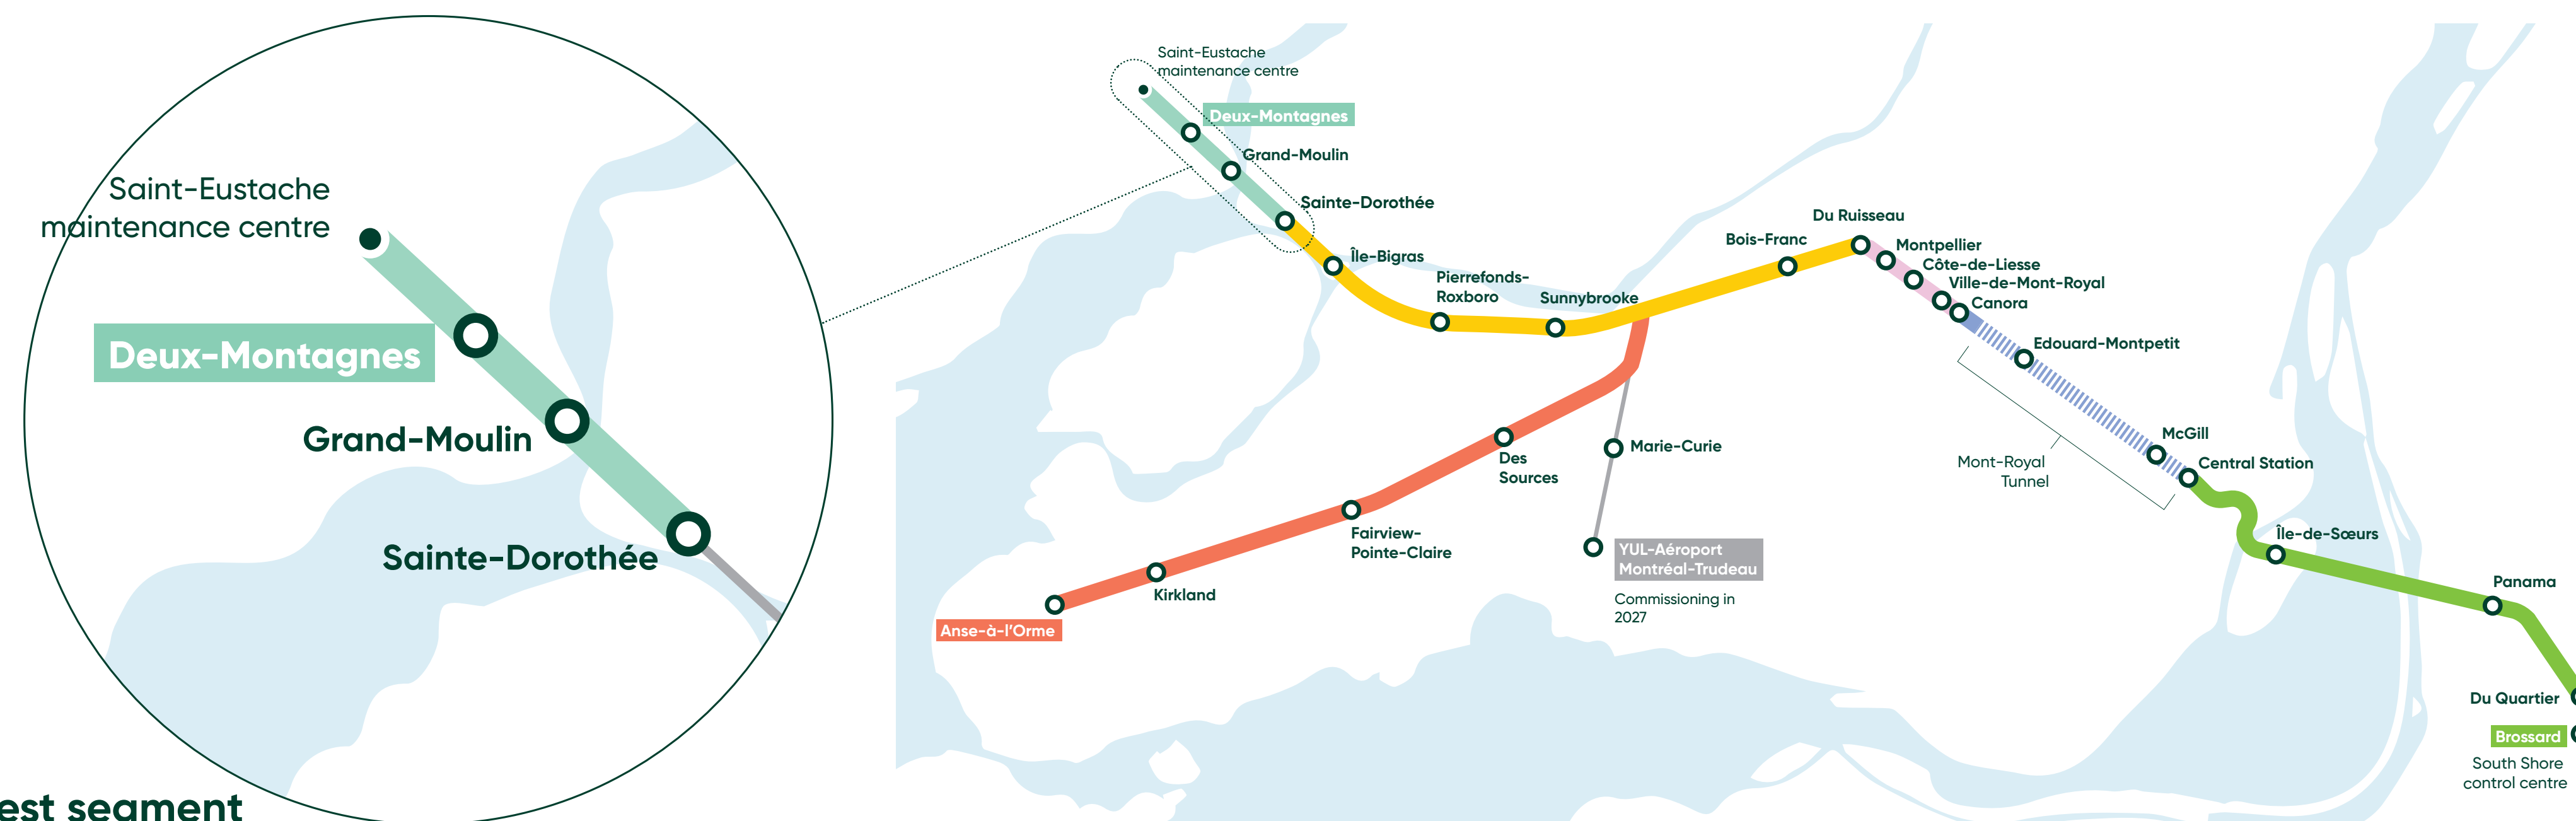 Saint-Eustache
maintenance centre
Deux-Montagnes
Grand-Moulin
Sainte-Dorothée
est segment
Saint-Eustache
maintenance centre
Deux-Montagnes
Grand-Moulin
Sainte-Dorothée
Île-Bigras
Pierrefonds-
Roxboro
Sunnybrooke
Bois-Franc
Du Ruisseau
Montpellier
Côte-de-Liesse
Ville-de-Mont-Royal
Canora
Edouard-Montpetit
McGill
Central Station
Mont-Royal
Tunnel
Île-de-Sœurs
Panama
Du Quartier
Brossard
South Shore
control centre
Marie-Curie
YUL-Aéroport
Montréal-Trudeau
Commissioning in
2027
Des
Sources
Fairview-
Pointe-Claire
Kirkland
Anse-à-l'Orme